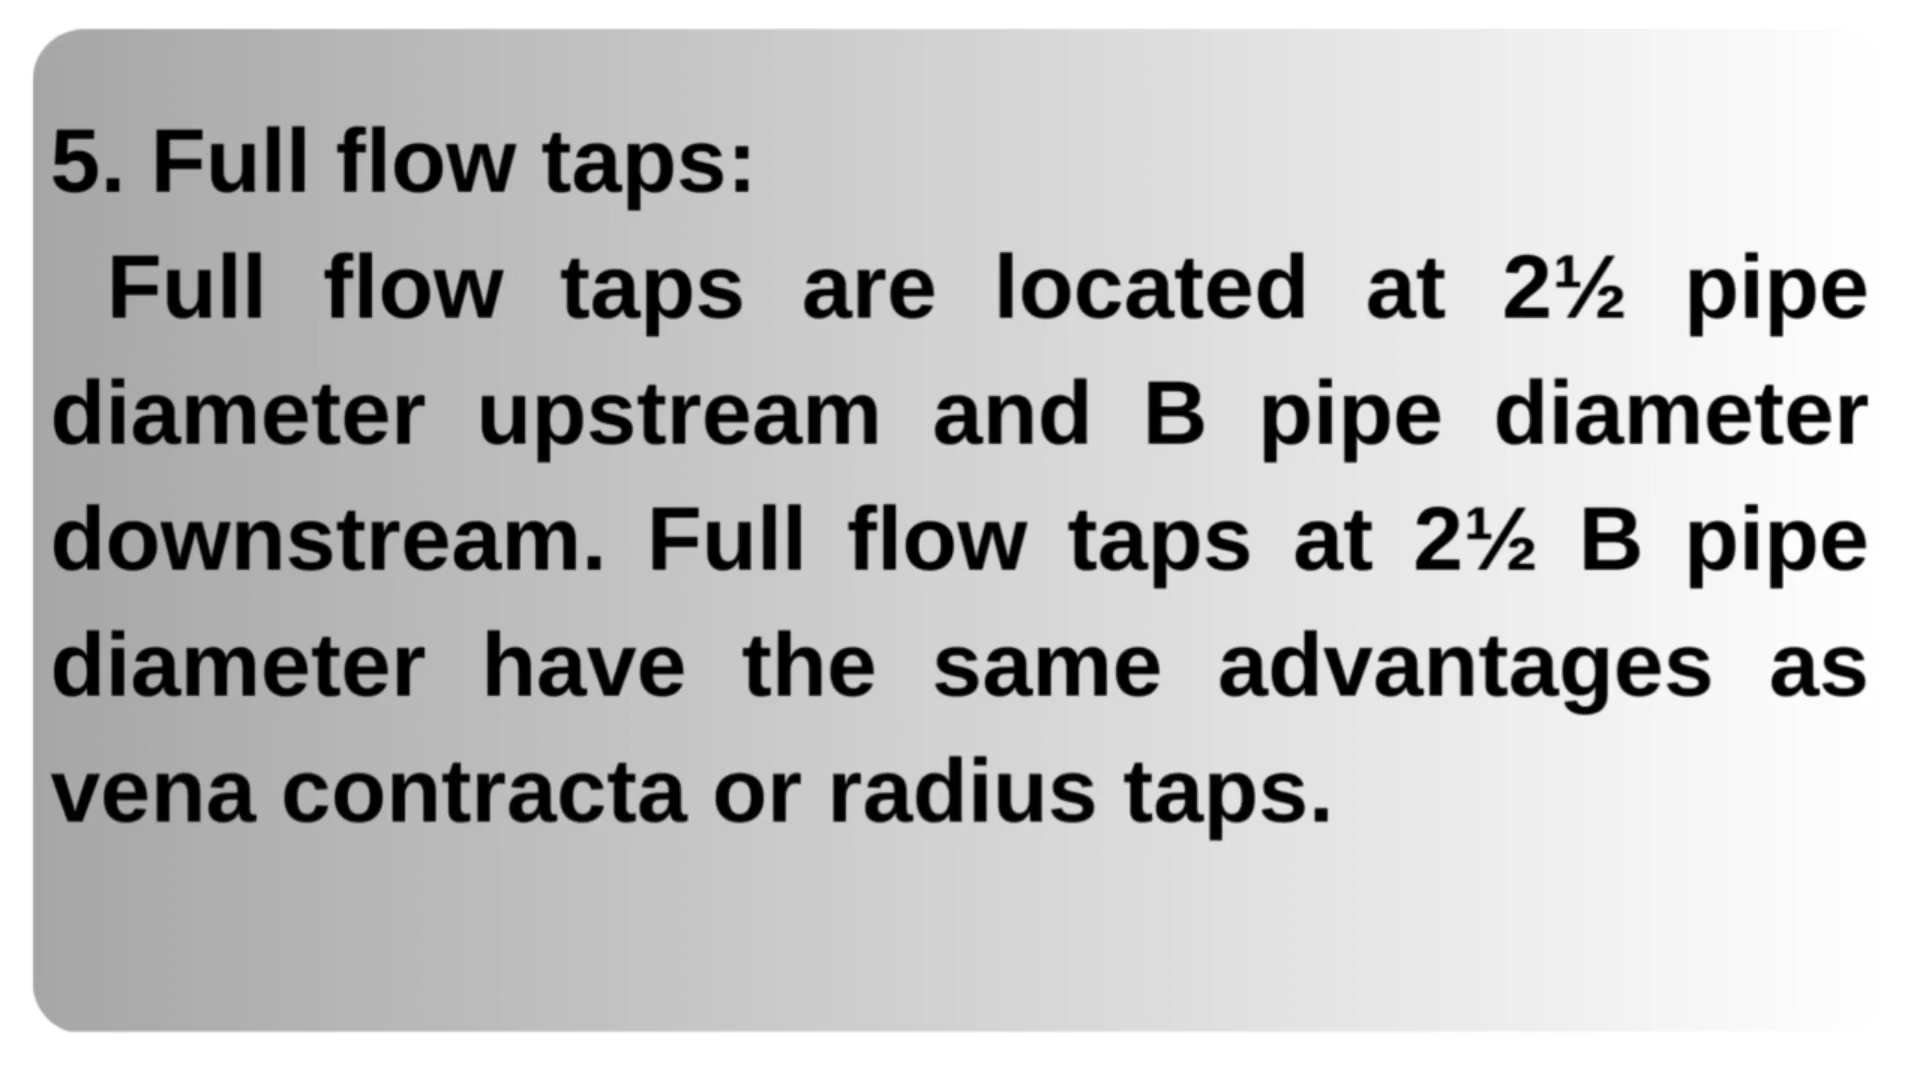 5. Full flow taps:
Full flow taps are located at 2½ pipe
diameter upstream and B pipe diameter
downstream. Full flow taps at 2½ B pipe
diameter have the same advantages as
vena contracta or radius taps.